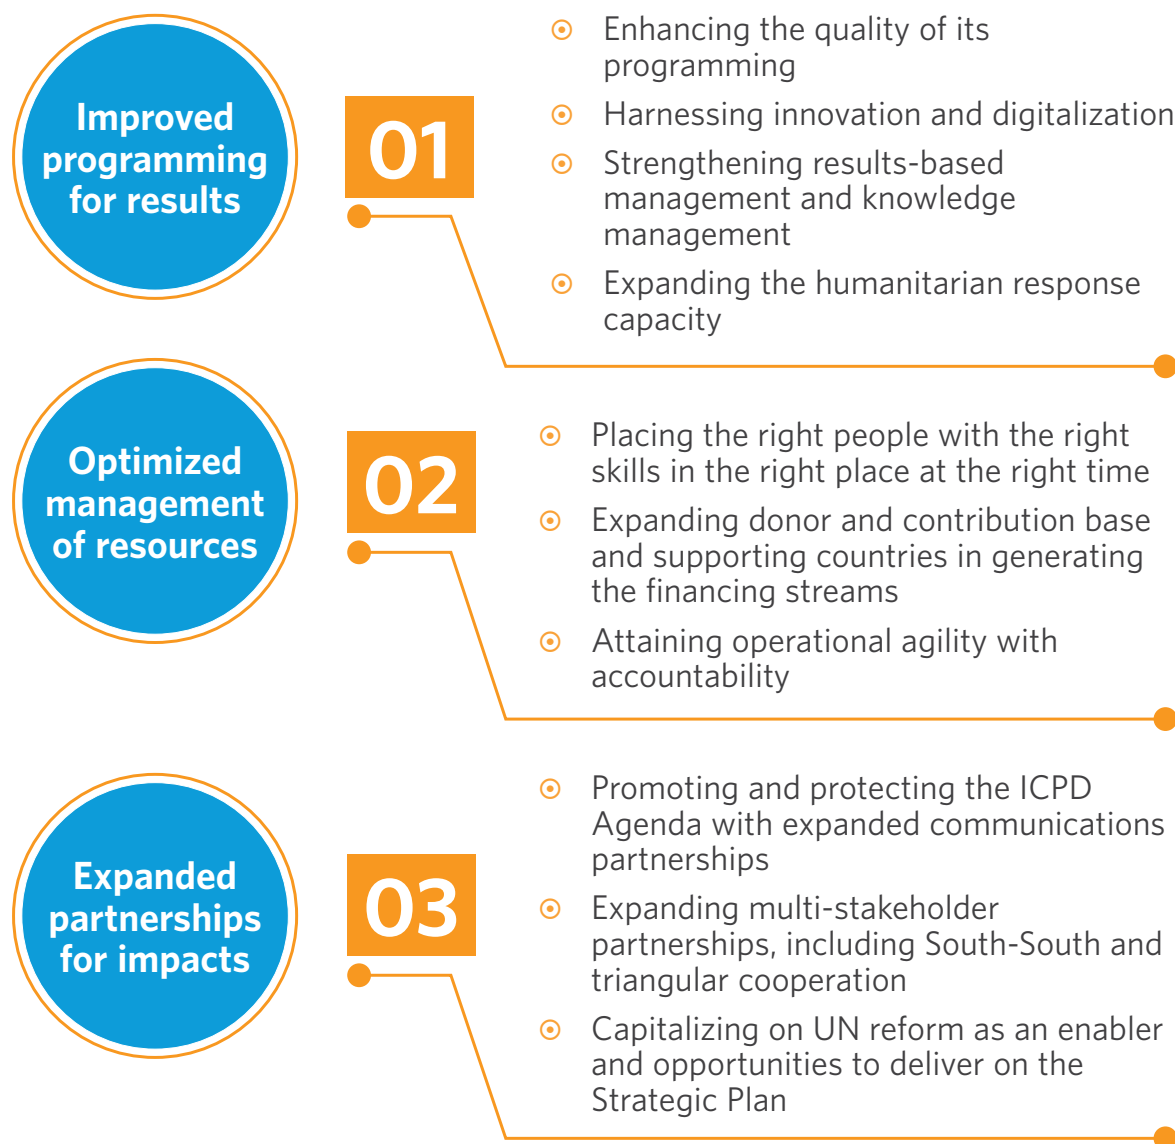 Improved
programming
for results
01
Enhancing the quality of its
programming
Harnessing innovation and digitalization
Strengthening results-based
management and knowledge
management
Expanding the humanitarian response
capacity
Optimized
management
of resources
02
Placing the right people with the right
skills in the right place at the right time
Expanding donor and contribution base
and supporting countries in generating
the financing streams
Attaining operational agility with
accountability
Expanded
partnerships
for impacts
03
Promoting and protecting the ICPD
Agenda with expanded communications
partnerships
Expanding multi-stakeholder
partnerships, including South-South and
triangular cooperation
Capitalizing on UN reform as an enabler
and opportunities to deliver on the
Strategic Plan